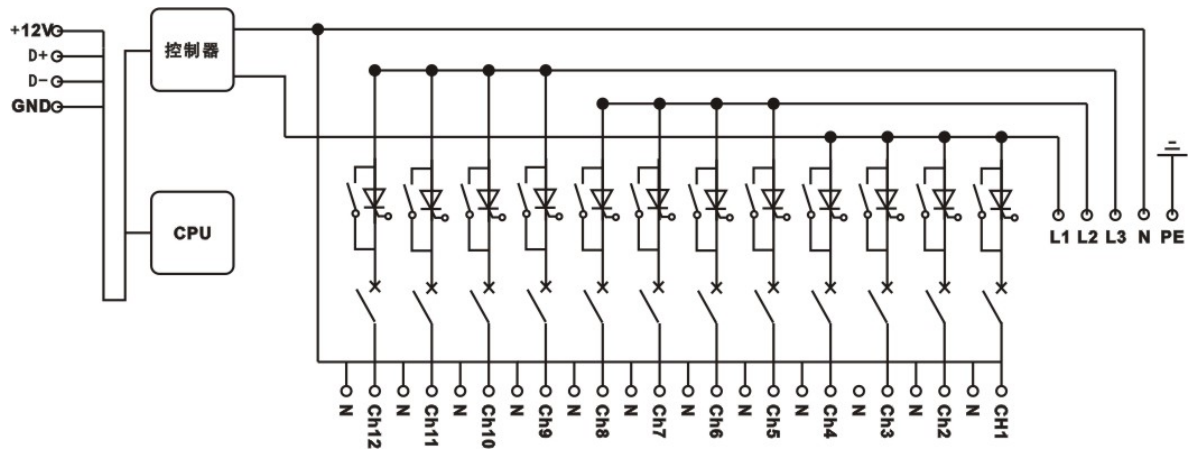 +12V
D+
D-
GND
控制器
CPU
L1 L2 L3 N PE
N Ch12 N Ch11 N Ch10 N Ch9 N Ch8 N Ch7 N Ch6 N Ch5 N Ch4 N Ch3 N Ch2 N CH1